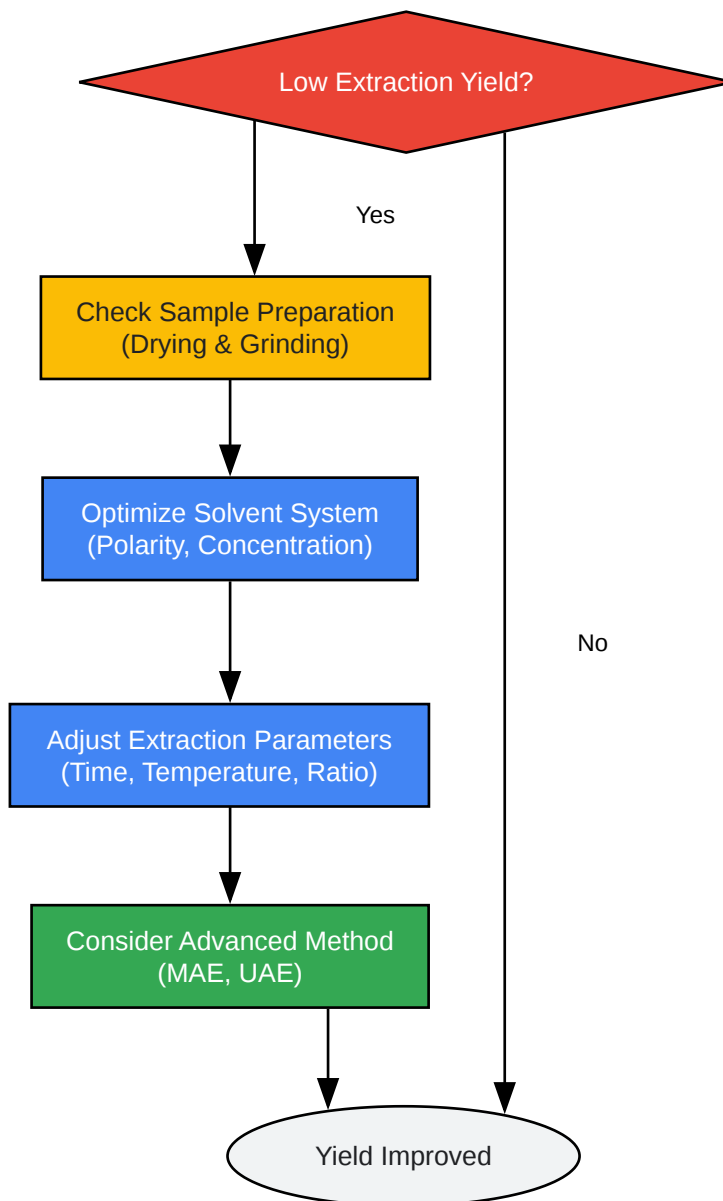 Low Extraction Yield?
Yes
Check Sample Preparation
(Drying & Grinding)
Optimize Solvent System
(Polarity, Concentration)
No
Adjust Extraction Parameters
(Time, Temperature, Ratio)
Consider Advanced Method
(MAE, UAE)
Yield Improved